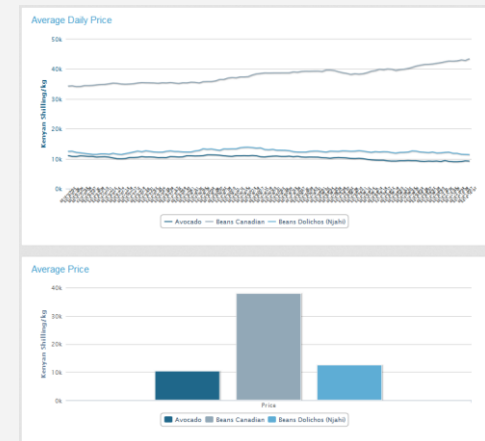 Average Daily Price
50k
40k
30k
20k
10k
0k
Kenyan Shilling/kg
Avocado Beans Canadian Beans Dolichos (Njahi)
Average Price
40k
30k
20k
10k
0k
Kenyan Shilling/kg
Price
Avocado Beans Canadian Beans Dolichos (Njahi)